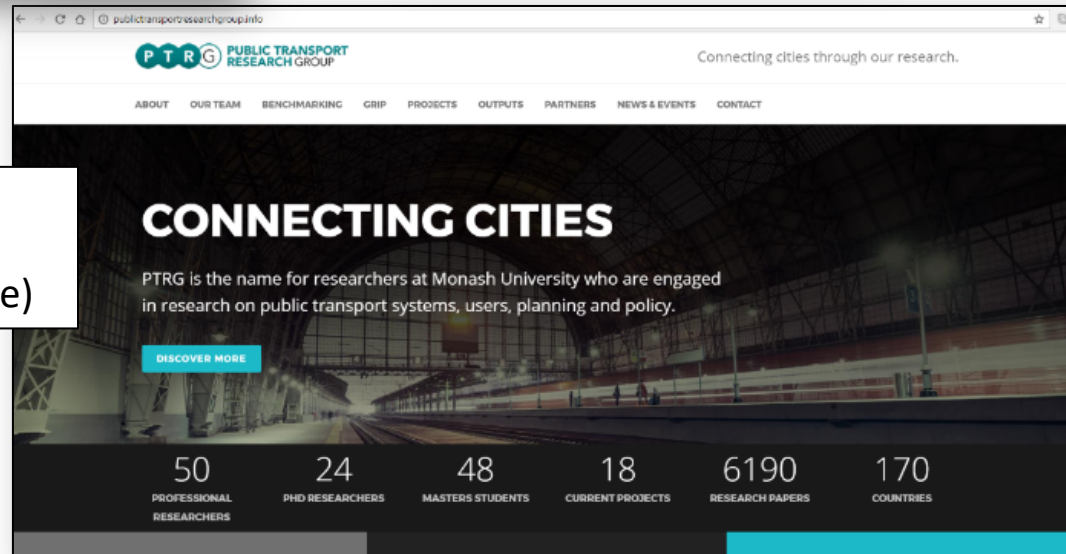 publictransportresearchgroup.info
P T R G PUBLIC TRANSPORT
RESEARCH GROUP
Connecting cities through our research.
ABOUT OUR TEAM BENCHMARKING GRIP PROJECTS OUTPUTS PARTNERS NEWS & EVENTS CONTACT
e)
CONNECTING CITIES
PTRG is the name for researchers at Monash University who are engaged
in research on public transport systems, users, planning and policy.
DISCOVER MORE
50 24 48 18 6190 170
PROFESSIONAL PHD RESEARCHERS MASTERS STUDENTS CURRENT PROJECTS RESEARCH PAPERS COUNTRIES
RESEARCHERS